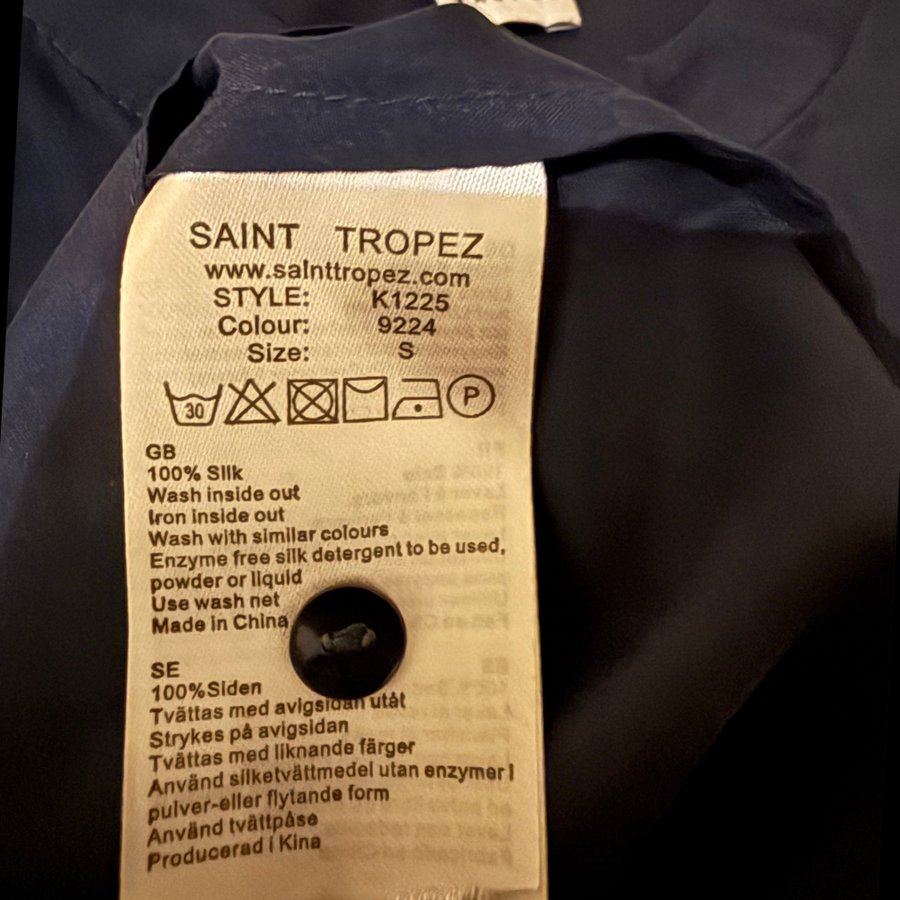 SAINT TROPEZ
www.sainttropez.com
STYLE: K1225
Colour: 9224
Size: S
30 P
GB
100% Silk
Wash inside out
Iron inside out
Wash with similar colours
Enzyme free silk detergent to be used,
powder or liquid
Use wash net
Made in China
SE
100%Siden
Tvättas med avigsidan utåt
Strykes på avigsidan
Tvättas med liknande färger
Använd silketvättmedel utan enzymer i
pulver-eller flytande form
Använd tvättpåse
Producerad i Kina